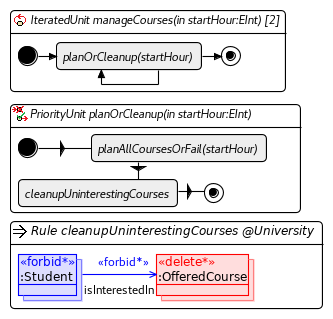 IteratedUnit manageCourses(in startHour:EInt) [2]
planOrCleanup(startHour)
PriorityUnit planOrCleanup(in startHour:EInt)
planAllCoursesOrFail(startHour)
cleanupUninterestingCourses
Rule cleanupUninterestingCourses @University
«forbid*»
:Student
«forbid*»
isInterestedIn
«delete*»
:OfferedCourse